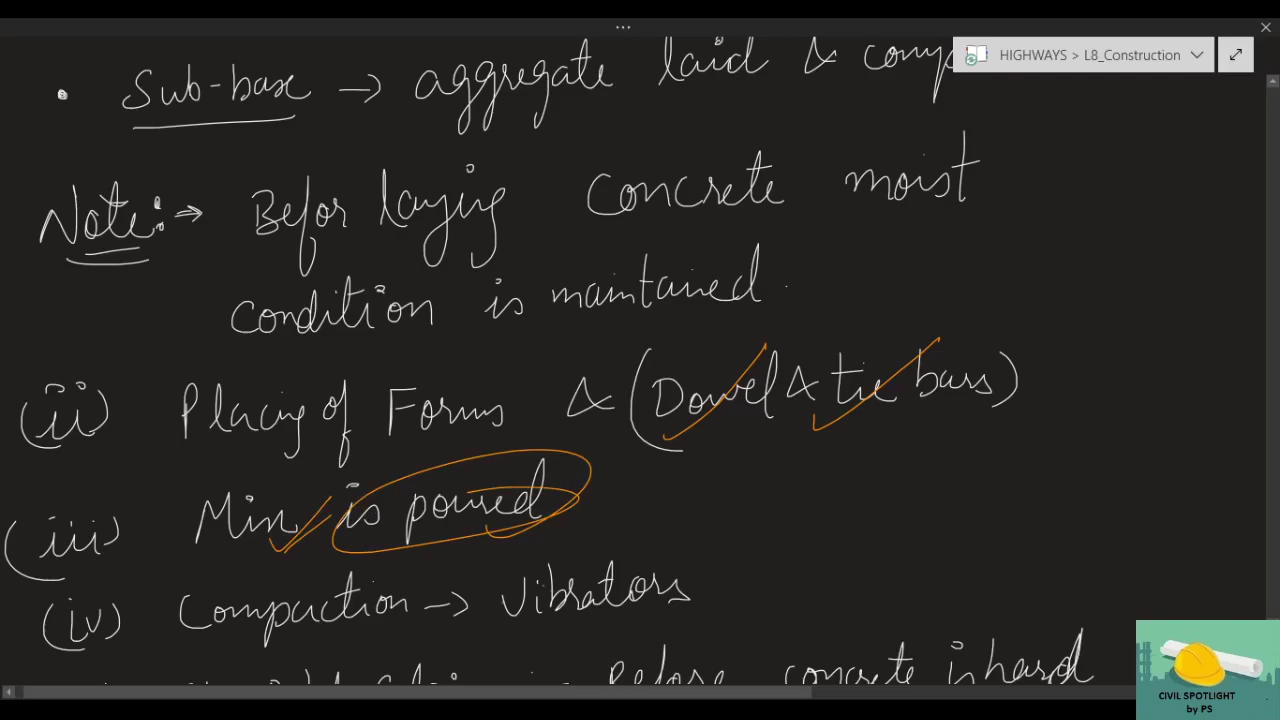 HIGHWAYS > L8_Construction
• Sub-base → aggregate laid & comp
Note: ⇒ Befor laying concrete moist
condition is maintained.
(ii) Placing of Forms & (Dowel & tie bars)
(iii) Mix is poured
(iv) Compaction → Vibrators
before concrete is hard
CIVIL SPOTLIGHT
by PS